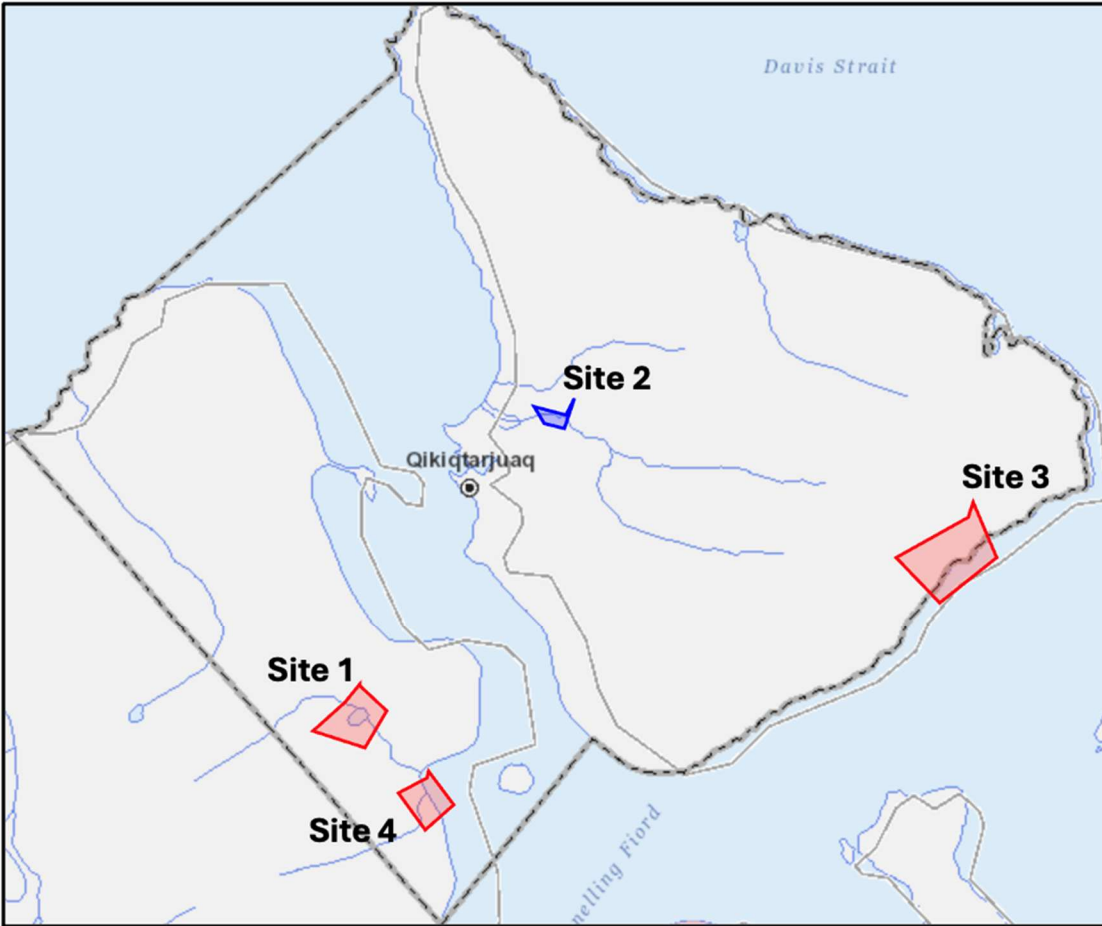 Davis Strait
Site 2
Qikiqtarjuaq
Site 3
Site 1
Site 4
nelling Fiord